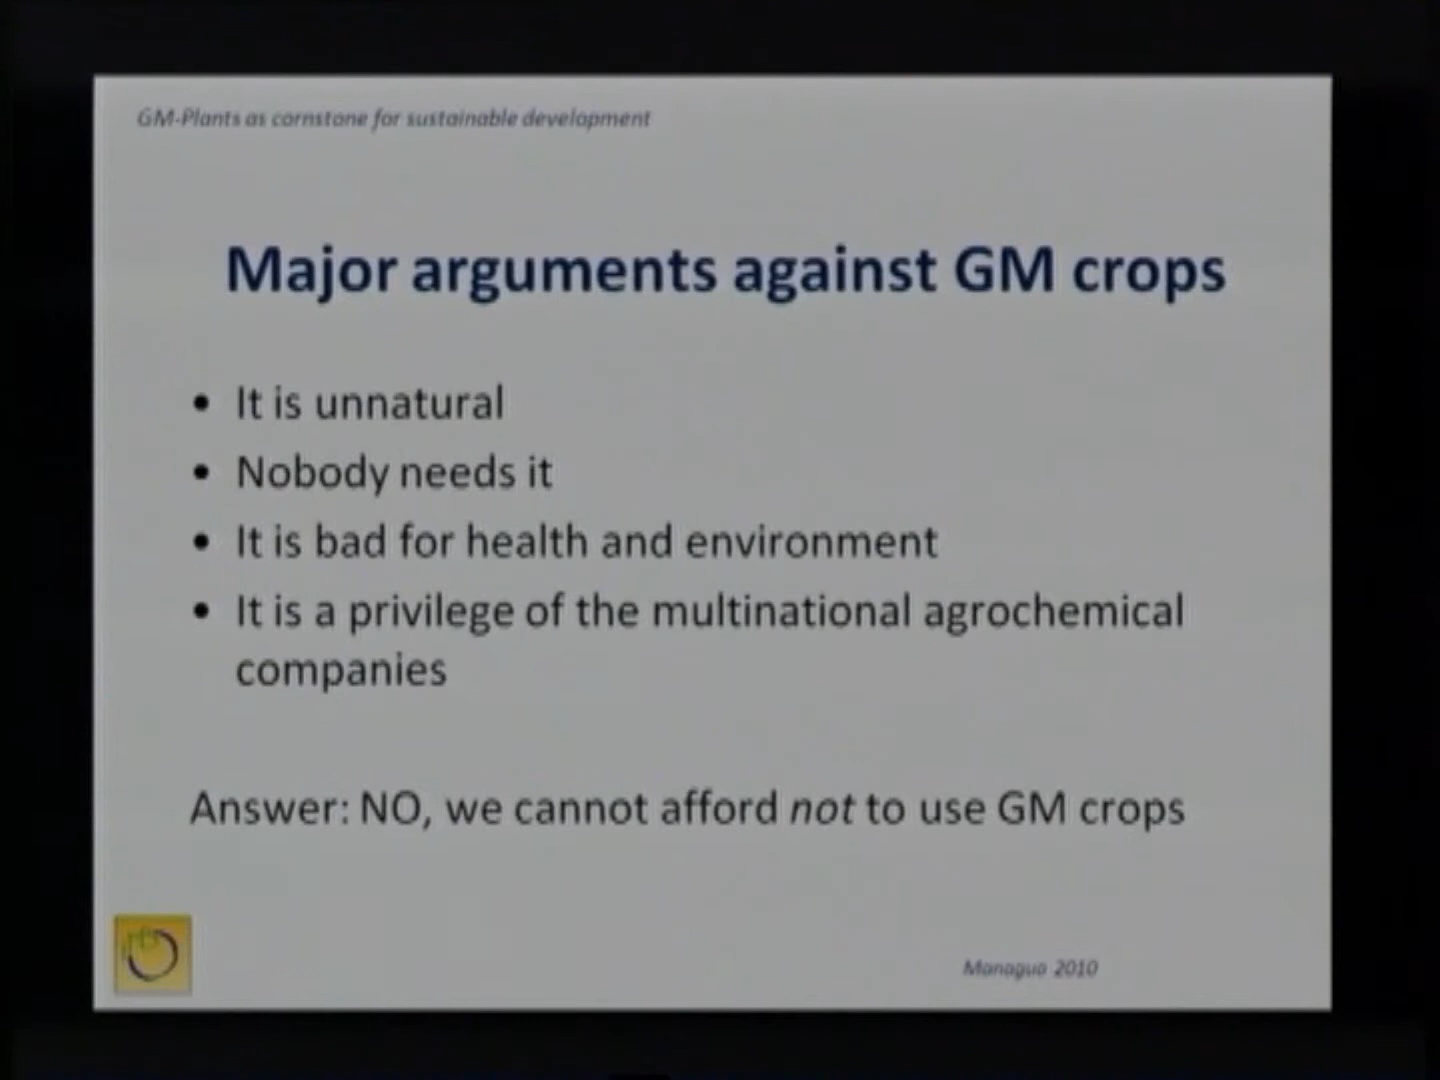 GM-Plants as cornstone for sustainable development
Major arguments against GM crops
• It is unnatural
• Nobody needs it
• It is bad for health and environment
• It is a privilege of the multinational agrochemical
companies
Answer: NO, we cannot afford not to use GM crops
Managua 2010